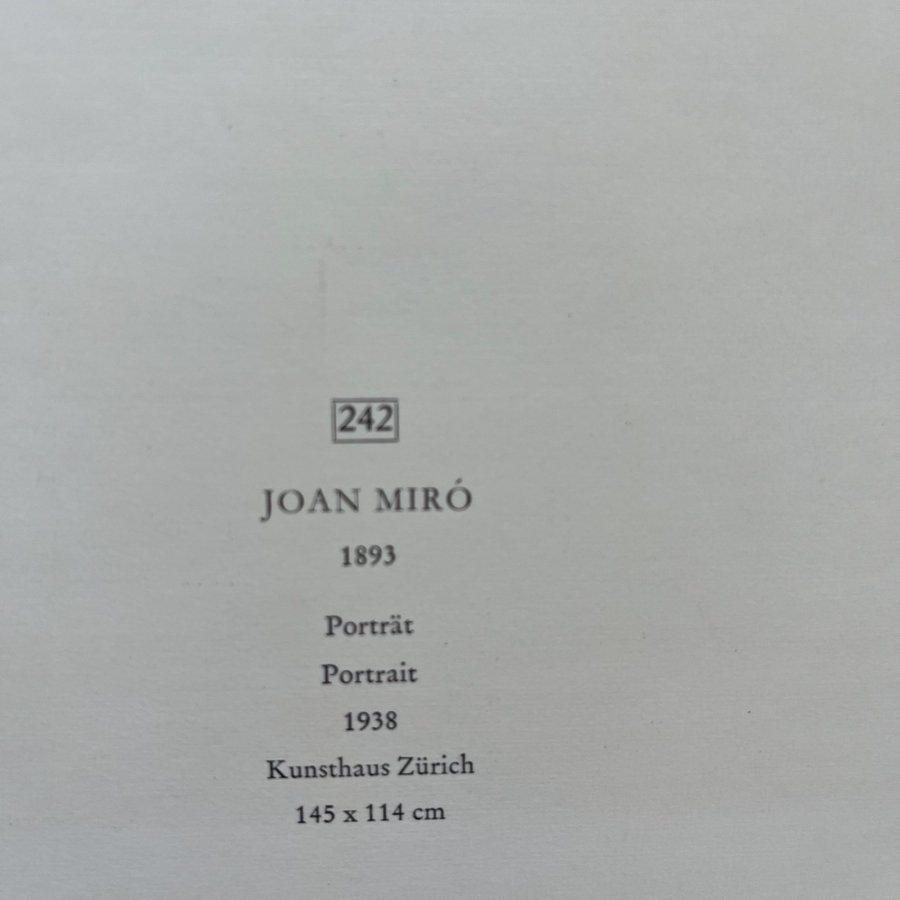 242
JOAN MIRÓ
1893
Porträt
Portrait
1938
Kunsthaus Zürich
145 x 114 cm